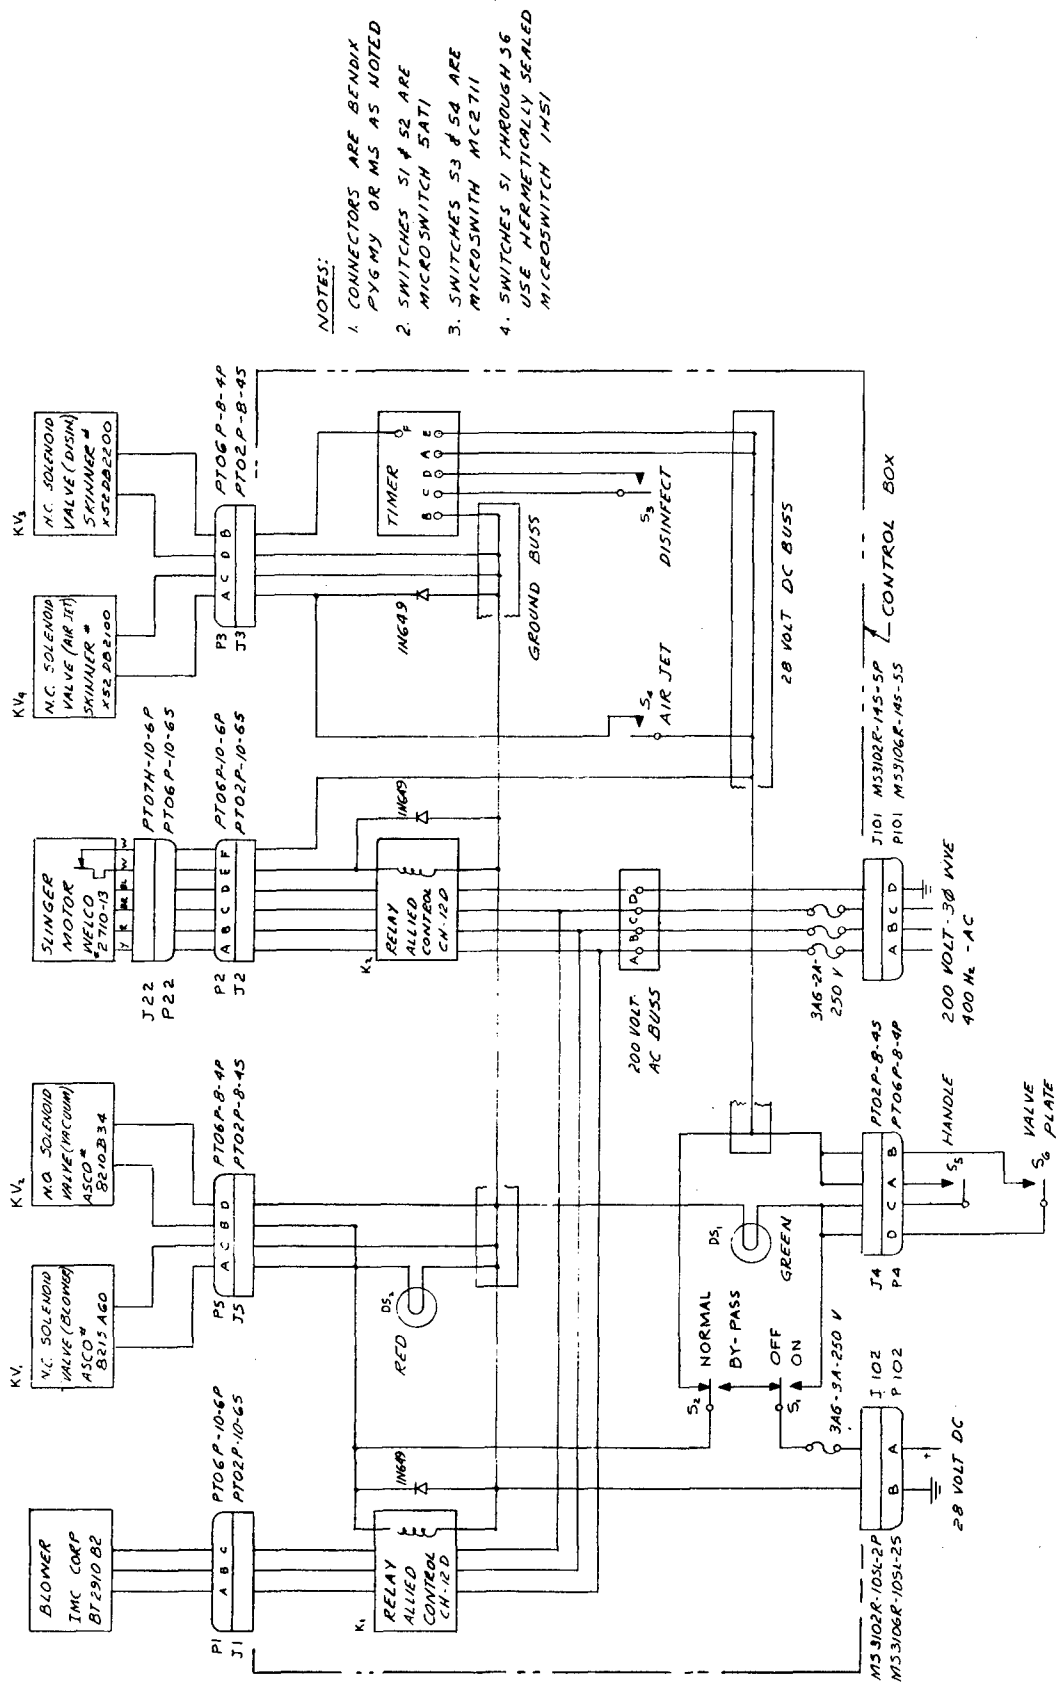 BLOWER
IMC CORP
BT2910B2
P1
J1
A B C
PT06P-10-6P
PT02P-10-6S
K1
RELAY
ALLIED
CONTROL
CH-12D
1N649
KV1
N.C. SOLENOID
VALVE (BLOWER)
ASCO #
8215A60
KV2
N.O. SOLENOID
VALVE (VACUUM)
ASCO #
8210B34
P5
J5
A C B D
PT06P-8-4P
PT02P-8-4S
DS2
RED
SLINGER
MOTOR
WELCO
#2710-13
Y R BR BL W W
J22
P22
PT07H-10-6P
PT06P-10-6S
P2
J2
A B C D E F
PT06P-10-6P
PT02P-10-6S
K2
RELAY
ALLIED
CONTROL
CH-12D
1N649
KV4
N.C. SOLENOID
VALVE (AIR JET)
SKINNER #
X52DB2100
KV3
N.C. SOLENOID
VALVE (DISIN)
SKINNER #
X52DB2200
P3
J3
A C D B
PT06P-8-4P
PT02P-8-4S
1N649
TIMER
F
B C D A E
GROUND BUSS
S3
DISINFECT
S4
AIR JET
28 VOLT DC BUSS
200 VOLT
AC BUSS
A B C D
S2
NORMAL
BY-PASS
S1
OFF
ON
DS1
GREEN
3AG-3A-250 V
3AG-2A-
250 V
MS3102R-10SL-2P
MS3106R-10SL-2S
B A
J102
P102
28 VOLT DC
+
J4
P4
D C A B
PT02P-8-4S
PT06P-8-4P
S5 HANDLE
S6 VALVE
PLATE
A B C D
J101 MS3102R-14S-5P
P101 MS3106R-14S-5S
200 VOLT-3Ø WYE
400 Hz - AC
CONTROL BOX
NOTES:
1. CONNECTORS ARE BENDIX
PYGMY OR MS AS NOTED
2. SWITCHES S1 & S2 ARE
MICROSWITCH 5AT1
3. SWITCHES S3 & S4 ARE
MICROSWITH MC2711
4. SWITCHES S1 THROUGH S6
USE HERMETICALLY SEALED
MICROSWITCH 1HS1